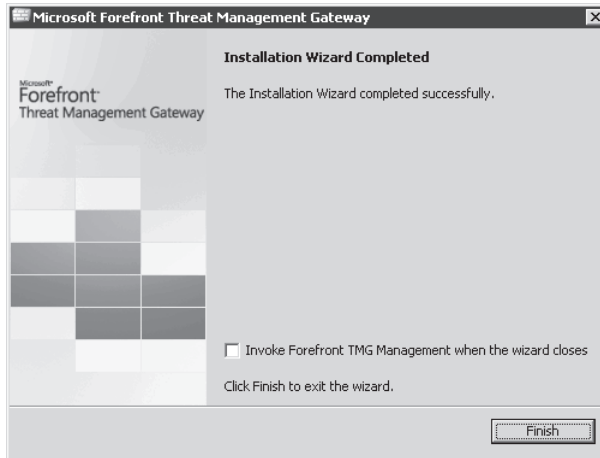 Microsoft Forefront Threat Management Gateway
Installation Wizard Completed
Microsoft
Forefront
Threat Management Gateway
The Installation Wizard completed successfully.
Invoke Forefront TMG Management when the wizard closes
Click Finish to exit the wizard.
Finish